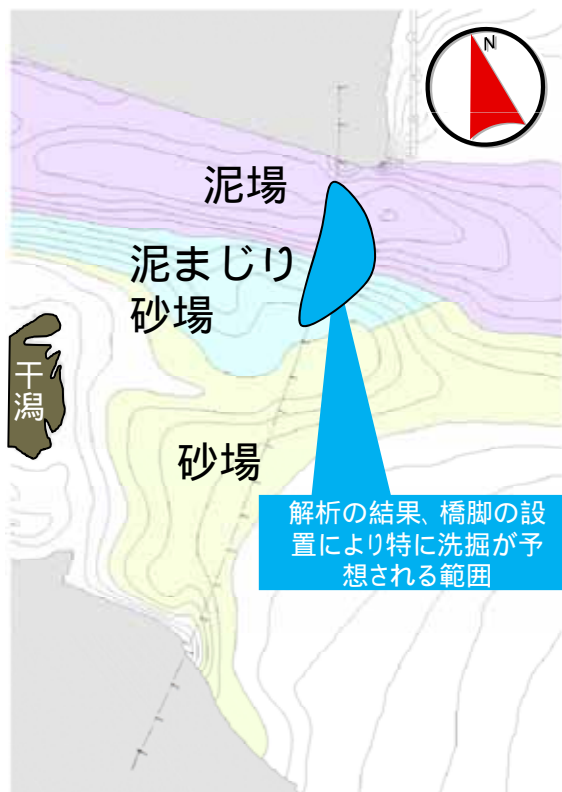 N
泥場
泥まじり
砂場
干
潟
砂場
解析の結果、橋脚の設
置により特に洗掘が予
想される範囲